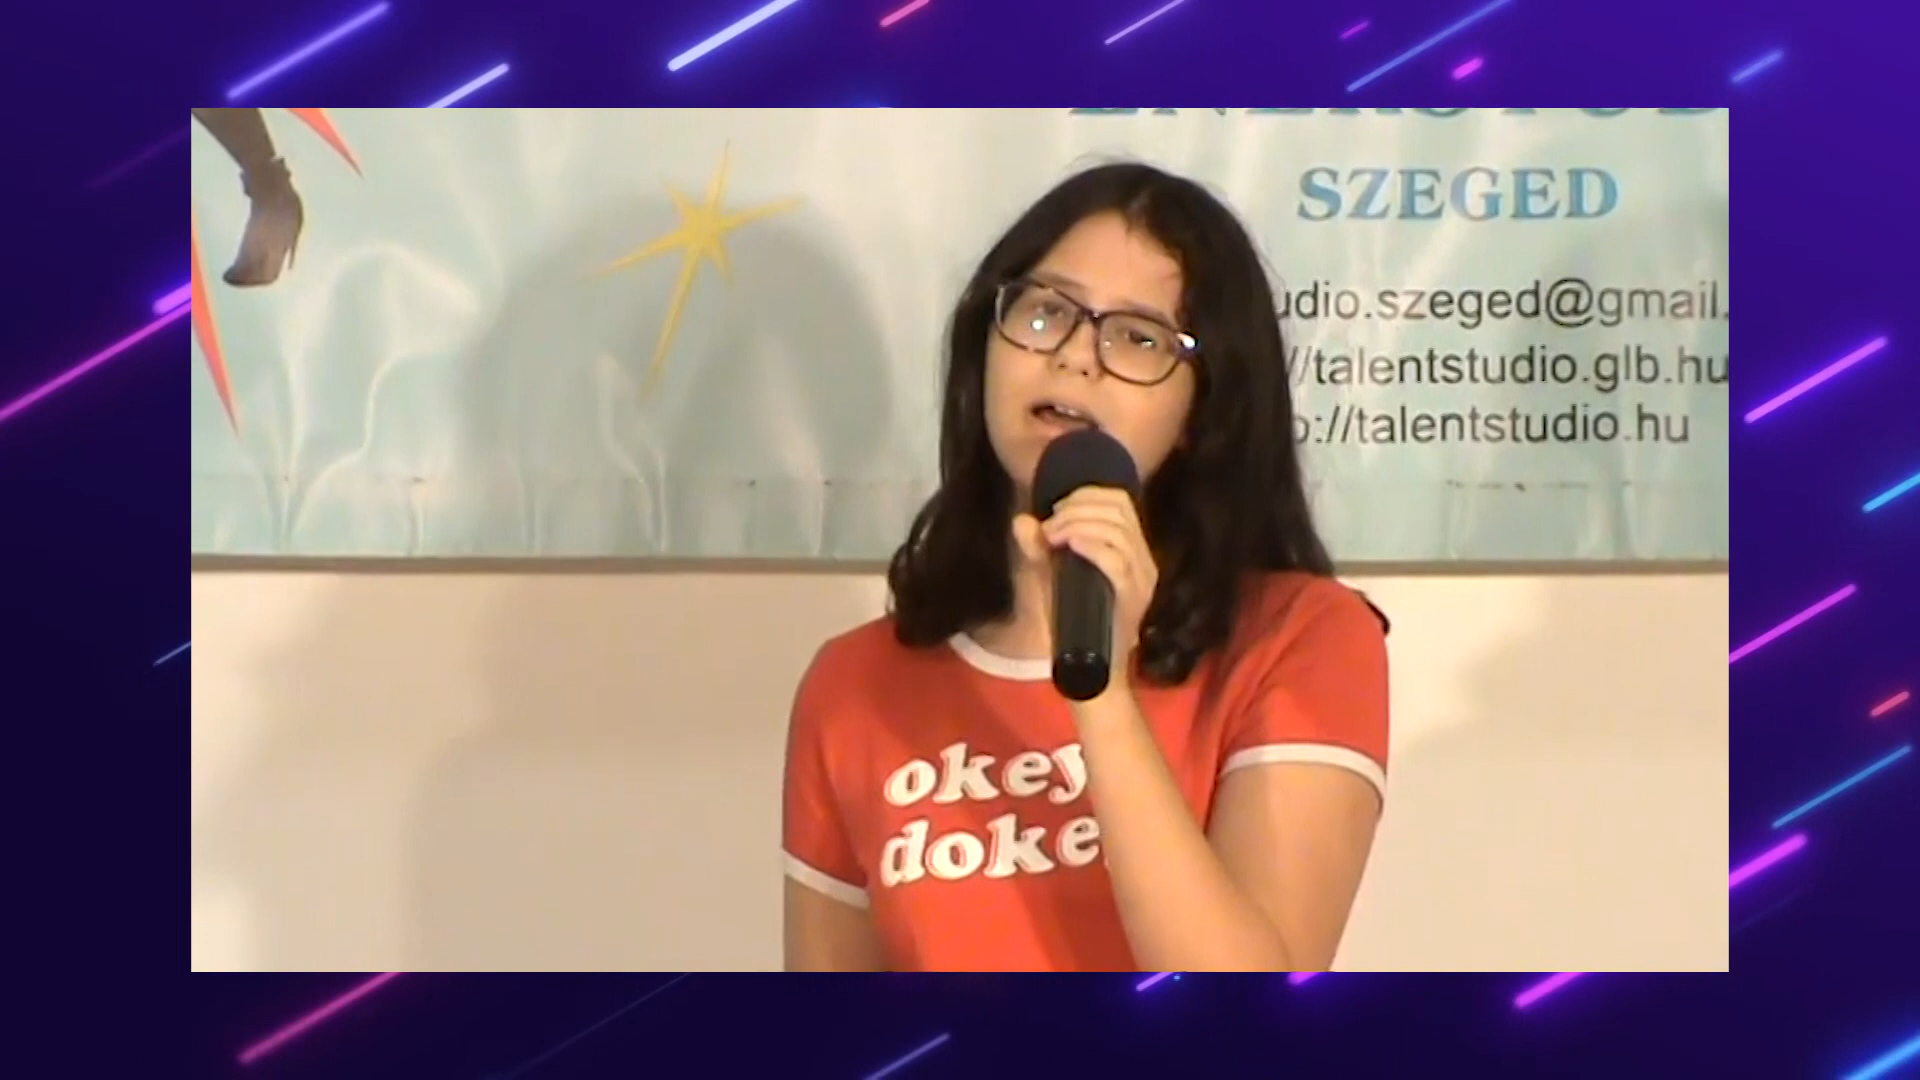 SZEGED
udio.szeged@gmail.
//talentstudio.glb.hu
p://talentstudio.hu
okey
doke